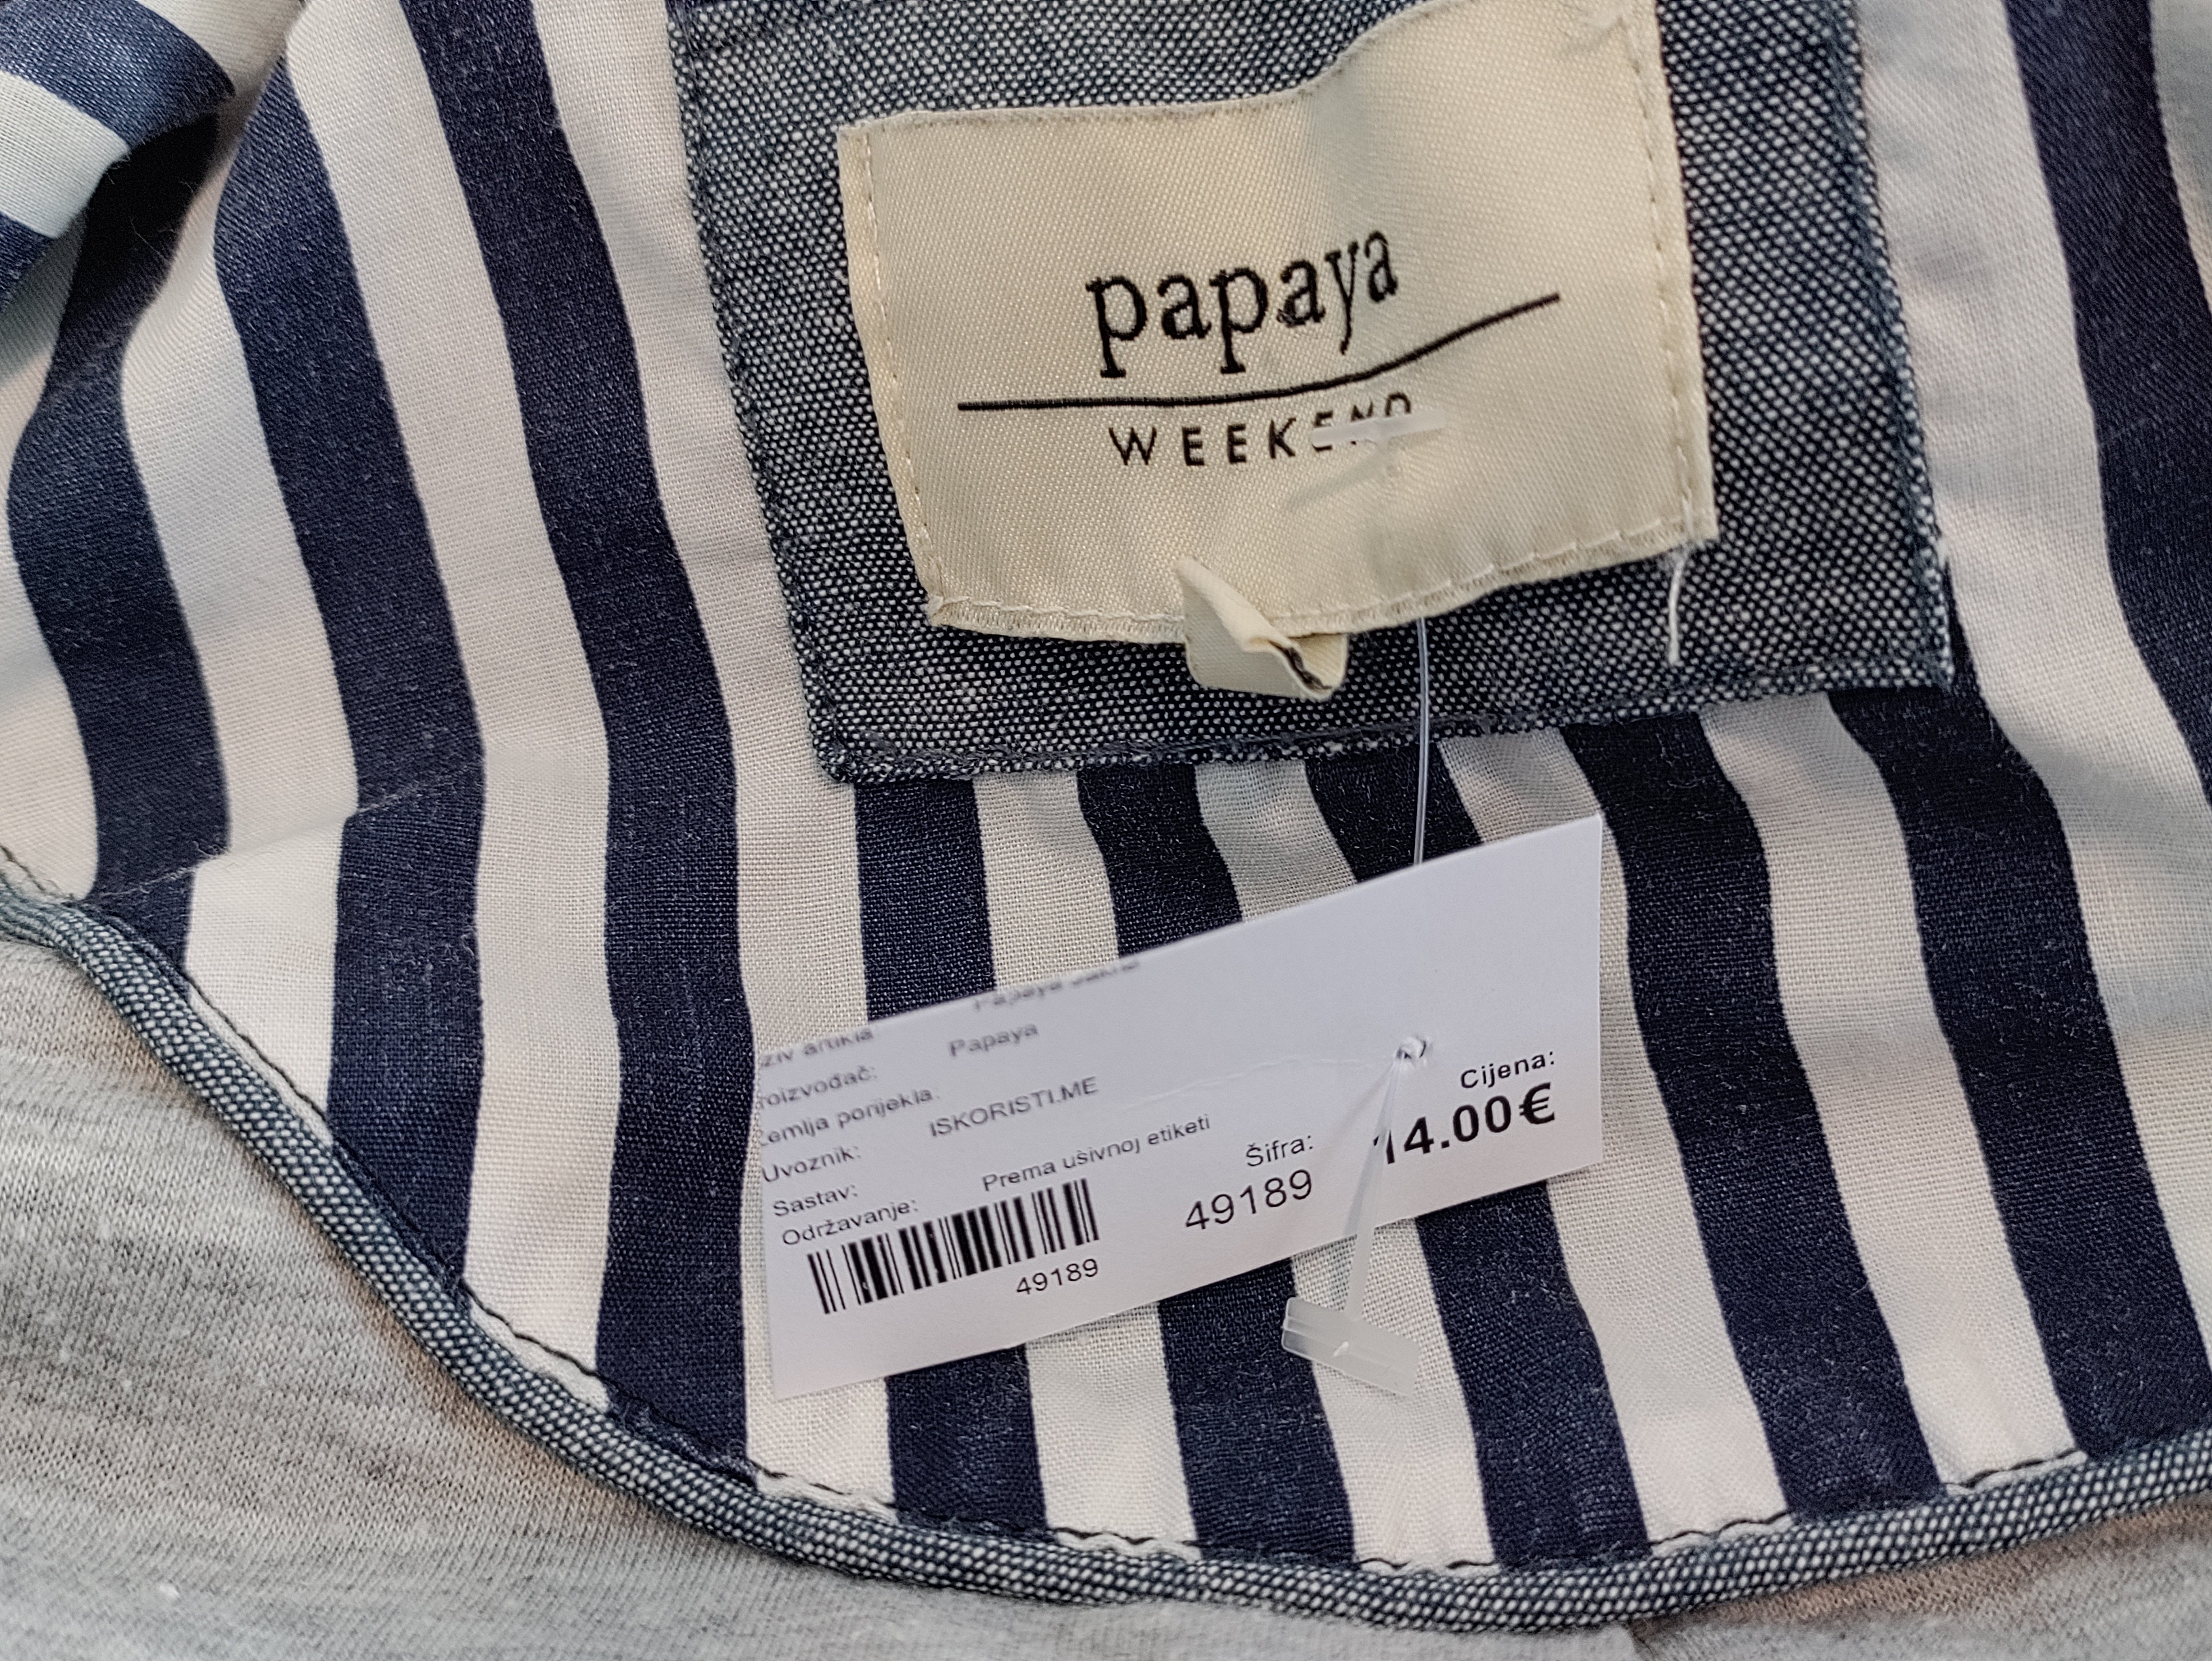 papaya
WEEKEND
Papaya
Papaya
roizvođač:
zemlja porijekla:
ISKORISTI.ME
Uvoznik:
Sastav:
Prema ušivnoj etiketi
Održavanje:
Šifra:
49189
Cijena:
14.00€
49189